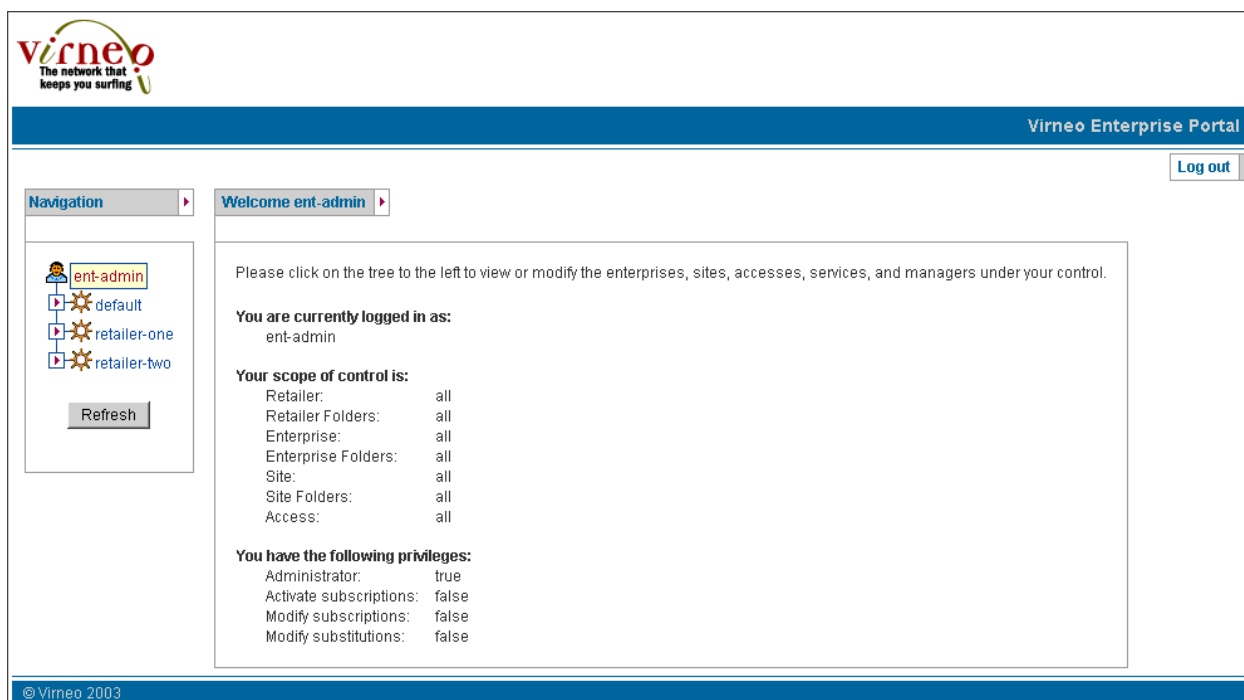 Virneo
The network that
keeps you surfing
Virneo Enterprise Portal
Log out
Navigation
Welcome ent-admin
ent-admin
default
retailer-one
retailer-two
Refresh
Please click on the tree to the left to view or modify the enterprises, sites, accesses, services, and managers under your control.
You are currently logged in as:
ent-admin
Your scope of control is:
Retailer: all
Retailer Folders: all
Enterprise: all
Enterprise Folders: all
Site: all
Site Folders: all
Access: all
You have the following privileges:
Administrator: true
Activate subscriptions: false
Modify subscriptions: false
Modify substitutions: false
© Virneo 2003